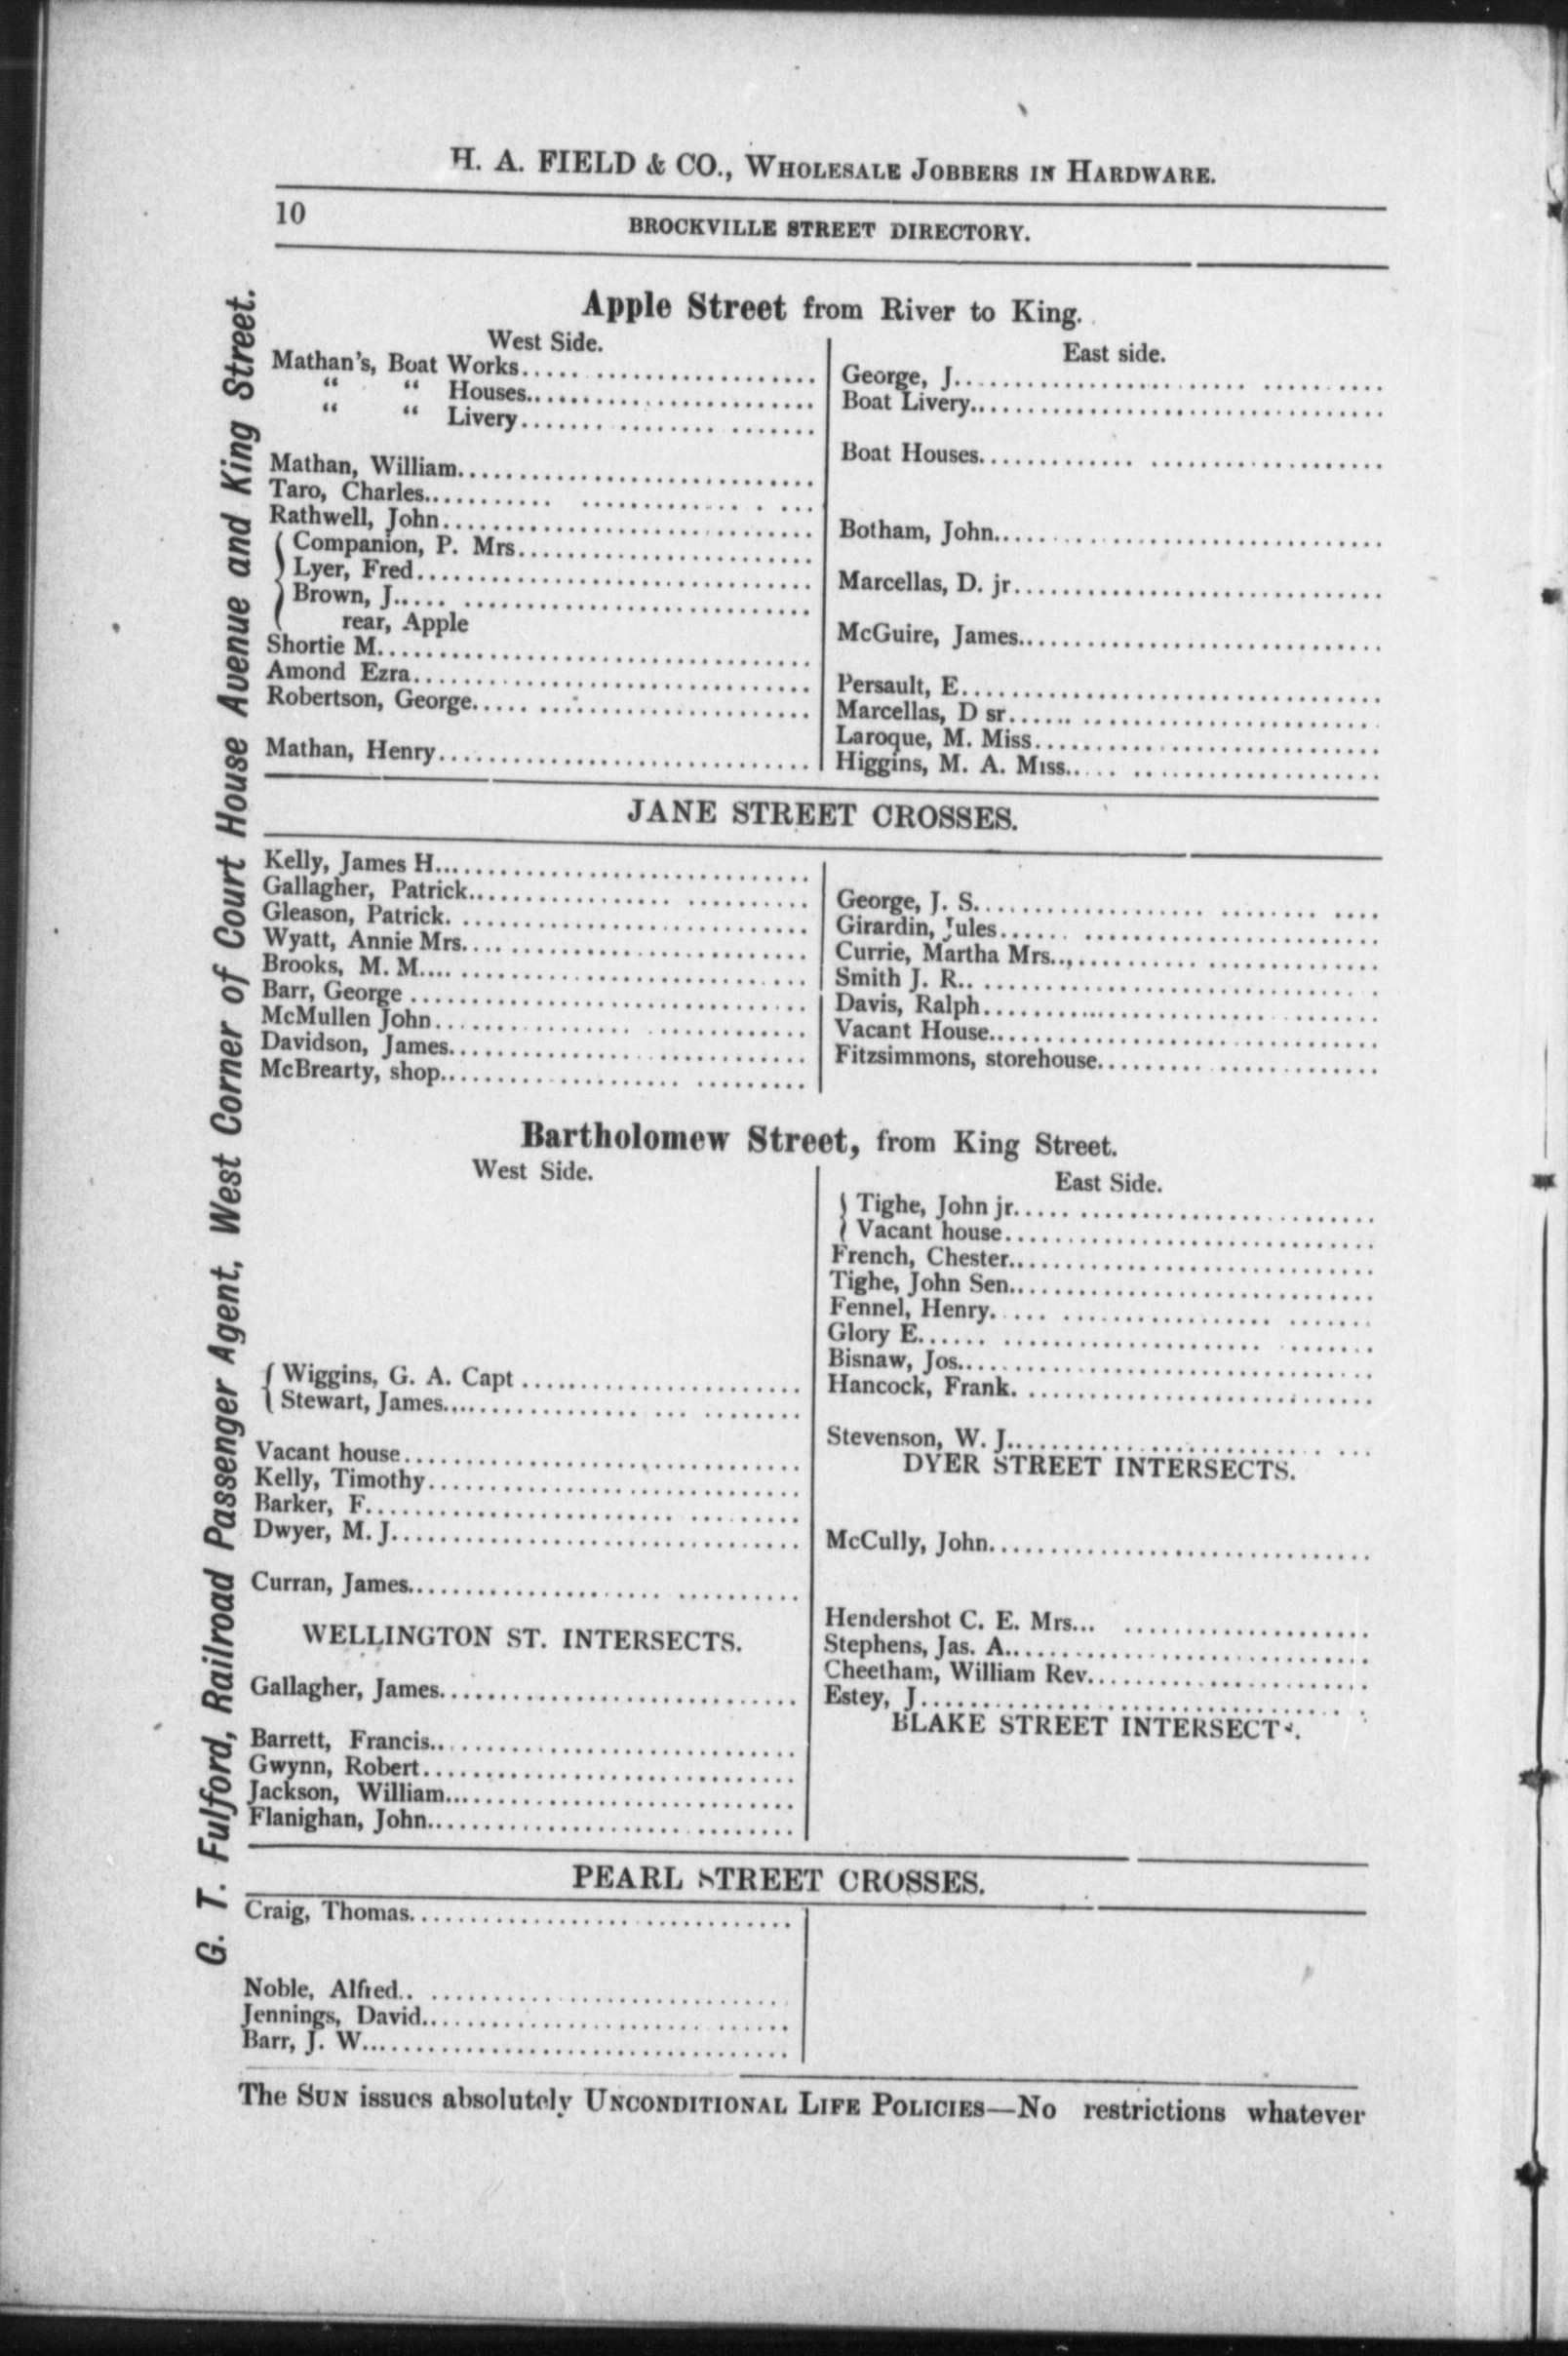 H. A. FIELD & CO., WHOLESALE JOBBERS IN HARDWARE.
10
BROCKVILLE STREET DIRECTORY.
G. T. Fulford, Railroad Passenger Agent, West Corner of Court House Avenue and King Street.
Apple Street from River to King.
West Side.
Mathan's, Boat Works
“ “ Houses
“ “ Livery
Mathan, William
Taro, Charles
Rathwell, John
Companion, P. Mrs
Lyer, Fred
Brown, J
rear, Apple
Shortie M
Amond Ezra
Robertson, George
Mathan, Henry
East side.
George, J
Boat Livery
Boat Houses
Botham, John
Marcellas, D. jr
McGuire, James
Persault, E
Marcellas, D sr
Laroque, M. Miss
Higgins, M. A. Miss
JANE STREET CROSSES.
Kelly, James H
Gallagher, Patrick
Gleason, Patrick
Wyatt, Annie Mrs
Brooks, M. M
Barr, George
McMullen John
Davidson, James
McBrearty, shop
George, J. S
Girardin, Jules
Currie, Martha Mrs
Smith J. R
Davis, Ralph
Vacant House
Fitzsimmons, storehouse
Bartholomew Street, from King Street.
West Side.
Wiggins, G. A. Capt
Stewart, James
Vacant house
Kelly, Timothy
Barker, F
Dwyer, M. J
Curran, James
WELLINGTON ST. INTERSECTS.
Gallagher, James
Barrett, Francis
Gwynn, Robert
Jackson, William
Flanighan, John
East Side.
Tighe, John jr
Vacant house
French, Chester
Tighe, John Sen
Fennel, Henry
Glory E
Bisnaw, Jos
Hancock, Frank
Stevenson, W. J
DYER STREET INTERSECTS.
McCully, John
Hendershot C. E. Mrs
Stephens, Jas. A
Cheetham, William Rev
Estey, J
BLAKE STREET INTERSECTS.
PEARL STREET CROSSES.
Craig, Thomas
Noble, Alfred
Jennings, David
Barr, J. W
The SUN issues absolutely UNCONDITIONAL LIFE POLICIES—NO restrictions whatever